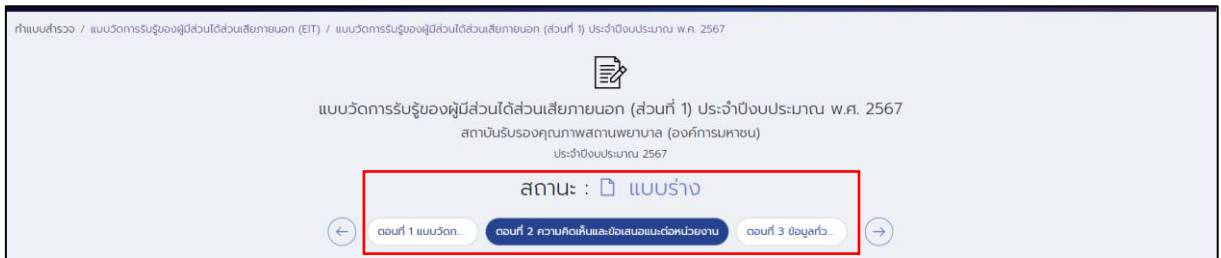 ทำแบบสำรวจ / แบบวัดการรับรู้ของผู้มีส่วนได้ส่วนเสียภายนอก (EIT) / แบบวัดการรับรู้ของผู้มีส่วนได้ส่วนเสียภายนอก (ส่วนที่ 1) ประจำปีงบประมาณ พ.ศ. 2567
แบบวัดการรับรู้ของผู้มีส่วนได้ส่วนเสียภายนอก (ส่วนที่ 1) ประจำปีงบประมาณ พ.ศ. 2567
สถาบันรับรองคุณภาพสถานพยาบาล (องค์การมหาชน)
ประจำปีงบประมาณ 2567
สถานะ : แบบร่าง
ตอนที่ 1 แบบวัดก... ตอนที่ 2 ความคิดเห็นและข้อเสนอแนะต่อหน่วยงาน ตอนที่ 3 ข้อมูลทั่ว...